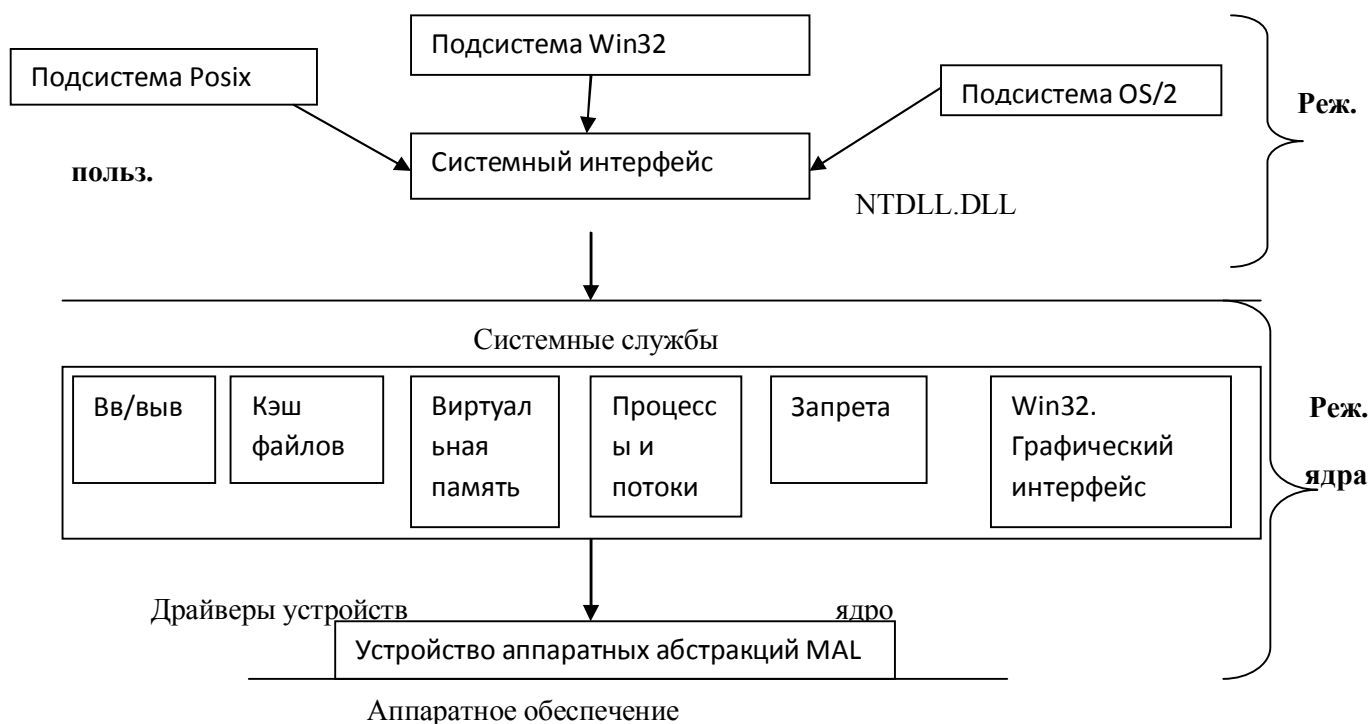 Подсистема Win32
Подсистема Posix
Подсистема OS/2
Реж.
Системный интерфейс
польз.
NTDLL.DLL
Системные службы
Вв/выв
Кэш
файлов
Виртуал
ьная
память
Процесс
ы и
потоки
Запрета
Win32.
Графический
интерфейс
Реж.
ядра
Драйверы устройств
ядро
Устройство аппаратных абстракций MAL
Аппаратное обеспечение